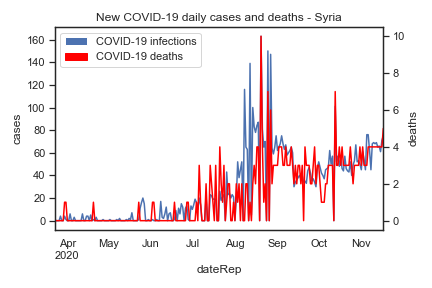 New COVID-19 daily cases and deaths - Syria
COVID-19 infections
COVID-19 deaths
cases
160
140
120
100
80
60
40
20
0
deaths
10
8
6
4
2
0
Apr May Jun Jul Aug Sep Oct Nov
2020
dateRep